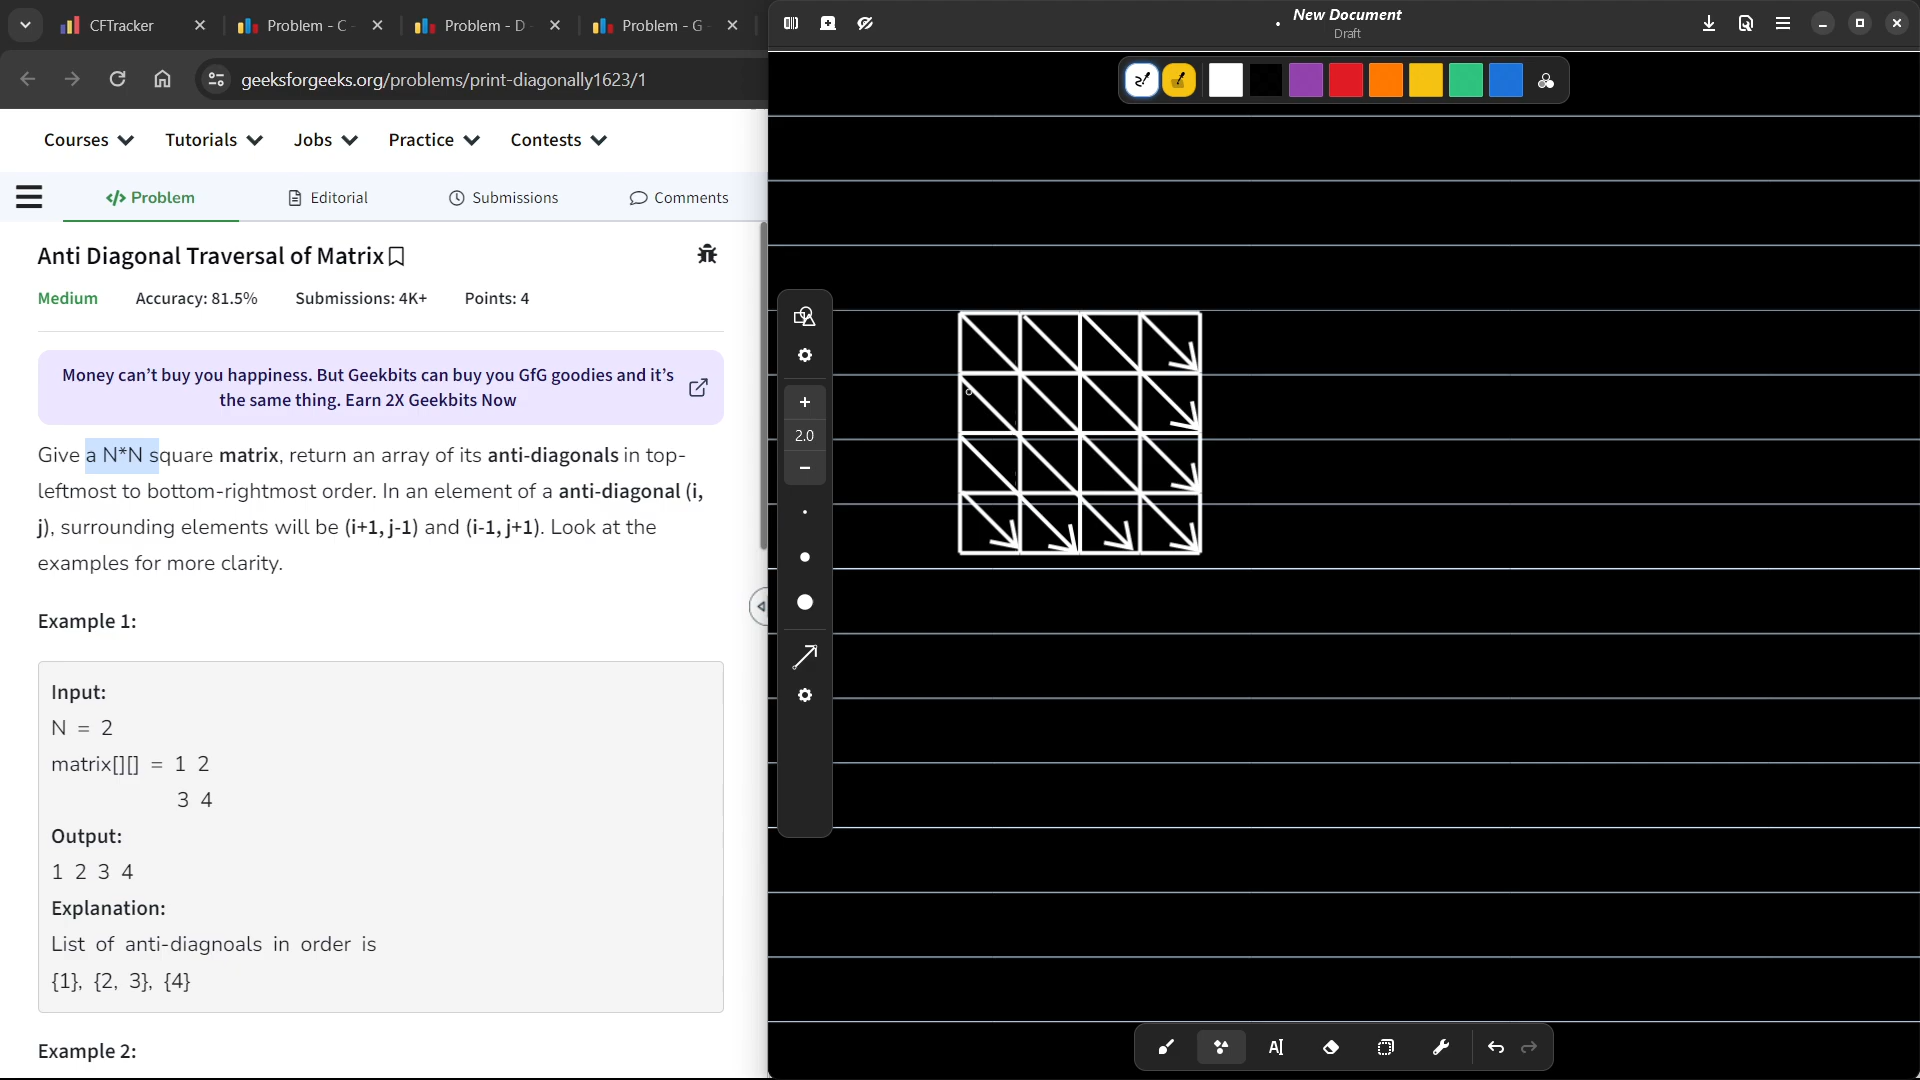 CFTracker
Problem - C
Problem - D
Problem - G
New Document
Draft
geeksforgeeks.org/problems/print-diagonally1623/1
Courses
Tutorials
Jobs
Practice
Contests
</> Problem
Editorial
Submissions
Comments
Anti Diagonal Traversal of Matrix
Medium
Accuracy: 81.5%
Submissions: 4K+
Points: 4
Money can’t buy you happiness. But Geekbits can buy you GfG goodies and it’s
the same thing. Earn 2X Geekbits Now
Give a N*N square matrix, return an array of its anti-diagonals in top-
leftmost to bottom-rightmost order. In an element of a anti-diagonal (i,
j), surrounding elements will be (i+1, j-1) and (i-1, j+1). Look at the
examples for more clarity.
Example 1:
Input:
N = 2
matrix[][] = 1 2
3 4
Output:
1 2 3 4
Explanation:
List of anti-diagnoals in order is
{1}, {2, 3}, {4}
Example 2:
+
2.0
−
AI